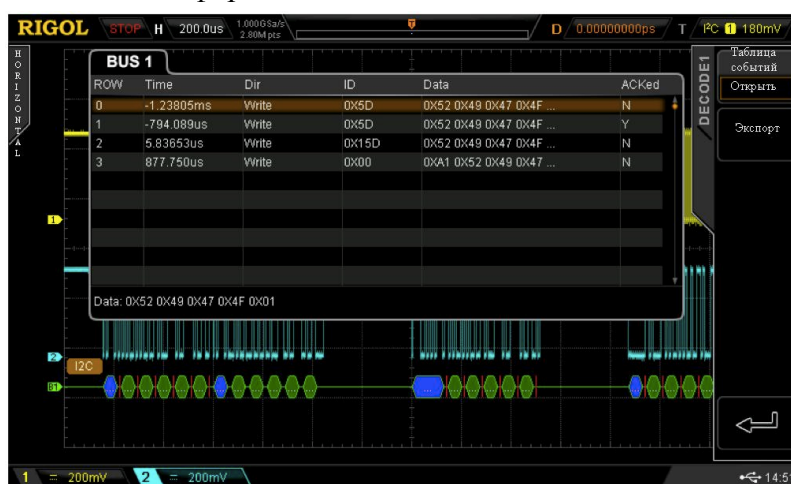 RIGOL STOP H 200.0us 1.000GSa/s 2.80M pts D 0.00000000ps T I²C 1 180mV
HORIZONTAL
BUS 1
ROW Time Dir ID Data ACKed
0 -1.23805ms Write 0X5D 0X52 0X49 0X47 0X4F ... N
1 -794.089us Write 0X5D 0X52 0X49 0X47 0X4F ... Y
2 5.83653us Write 0X15D 0X52 0X49 0X47 0X4F ... N
3 877.750us Write 0X00 0XA1 0X52 0X49 0X47 ... N
Data: 0X52 0X49 0X47 0X4F 0X01
DECODE1
Таблица
событий
Открыть
Экспорт
1
2
I2C
B1
1 = 200mV 2 = 200mV 14:51